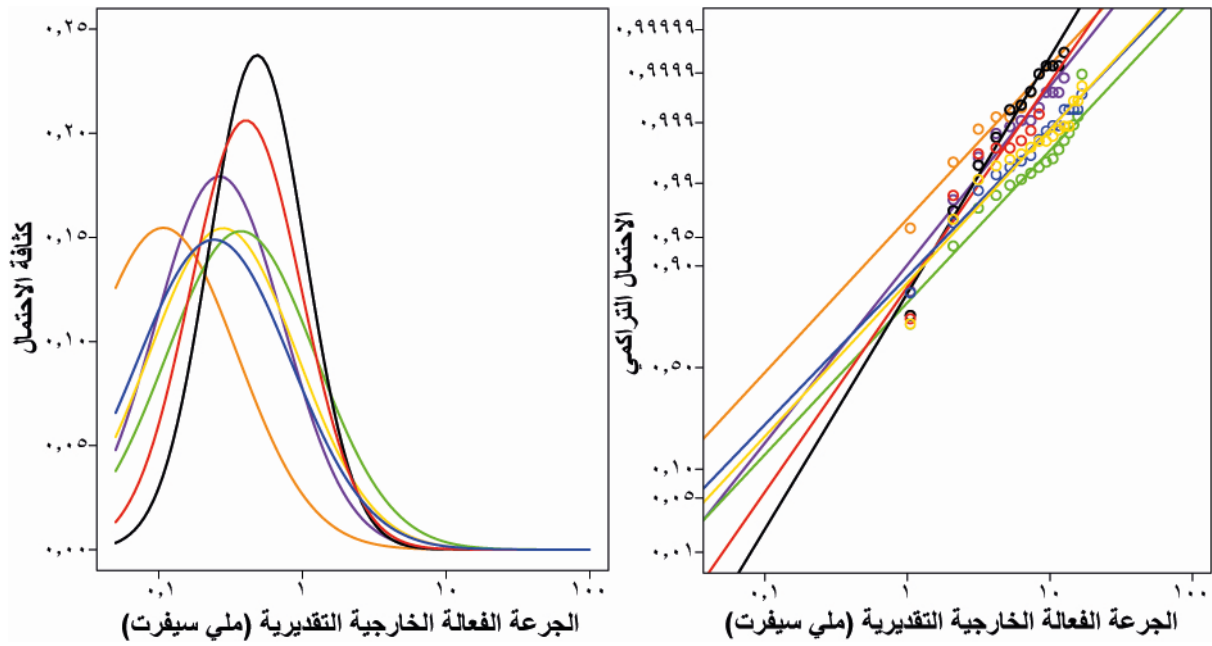 كثافة الاحتمال
٠,٢٥
٠,٢٠
٠,١٥
٠,١٠
٠,٠٥
٠,٠٠
٠,١ ١ ١٠ ١٠٠
الجرعة الفعالة الخارجية التقديرية (ملي سيفرت)
الاحتمال التراكمي
٠,٩٩٩٩٩
٠,٩٩٩٩
٠,٩٩٩
٠,٩٩
٠,٩٥
٠,٩٠
٠,٥٠
٠,١٠
٠,٠٥
٠,٠١
٠,١ ١ ١٠ ١٠٠
الجرعة الفعالة الخارجية التقديرية (ملي سيفرت)